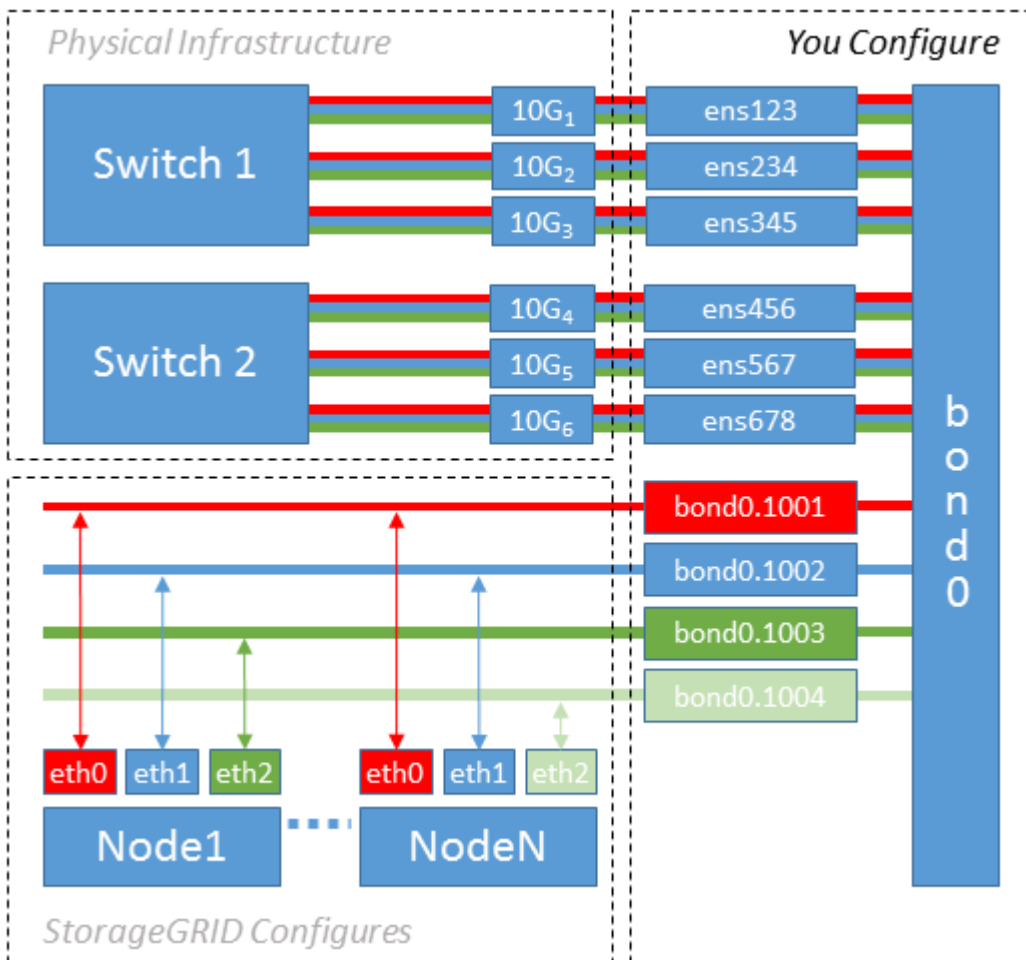 Physical Infrastructure
You Configure
Switch 1
10G₁
ens123
10G₂
ens234
10G₃
ens345
Switch 2
10G₄
ens456
10G₅
ens567
10G₆
ens678
bond0
bond0.1001
bond0.1002
bond0.1003
bond0.1004
eth0
eth1
eth2
eth0
eth1
eth2
Node1
NodeN
StorageGRID Configures